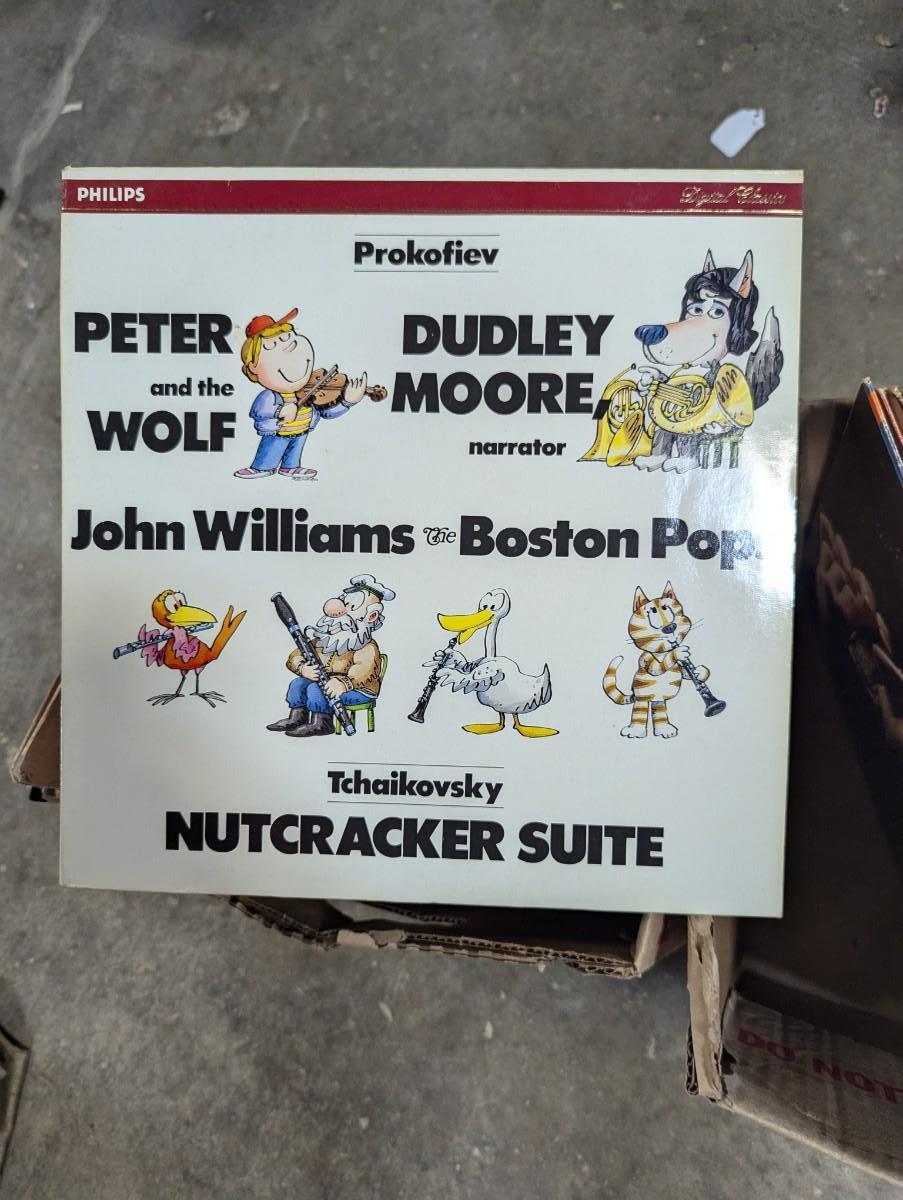 PHILIPS
Digital Classics
Prokofiev
PETER
and the
WOLF
DUDLEY
MOORE,
narrator
John Williams The Boston Pops
Tchaikovsky
NUTCRACKER SUITE
DO NOT